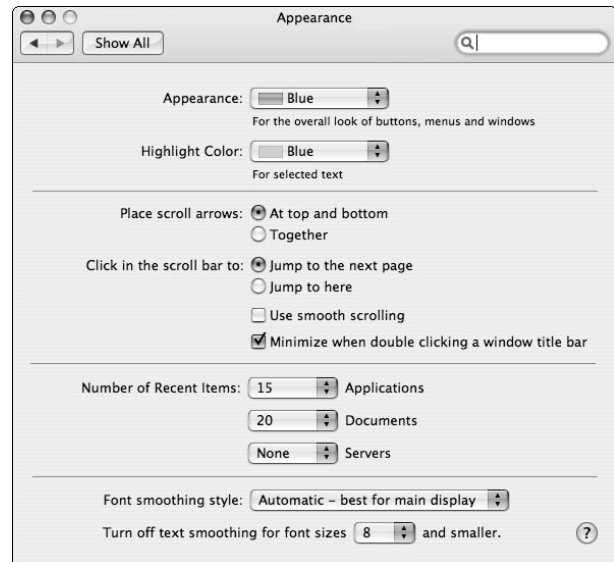 Appearance
Show All
Appearance: Blue
For the overall look of buttons, menus and windows
Highlight Color: Blue
For selected text
Place scroll arrows: At top and bottom
Together
Click in the scroll bar to: Jump to the next page
Jump to here
Use smooth scrolling
Minimize when double clicking a window title bar
Number of Recent Items: 15 Applications
20 Documents
None Servers
Font smoothing style: Automatic – best for main display
Turn off text smoothing for font sizes 8 and smaller. ?